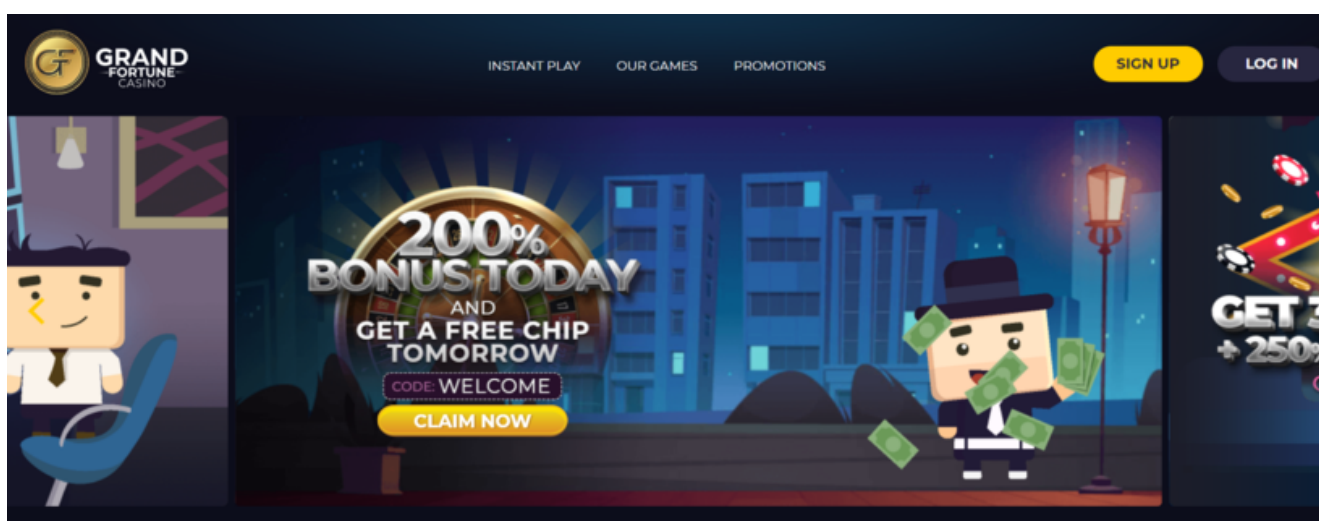 GF
GRAND
FORTUNE
CASINO
INSTANT PLAY
OUR GAMES
PROMOTIONS
SIGN UP
LOG IN
200%
BONUS TODAY
AND
GET A FREE CHIP
TOMORROW
CODE: WELCOME
CLAIM NOW
GET
+ 250%